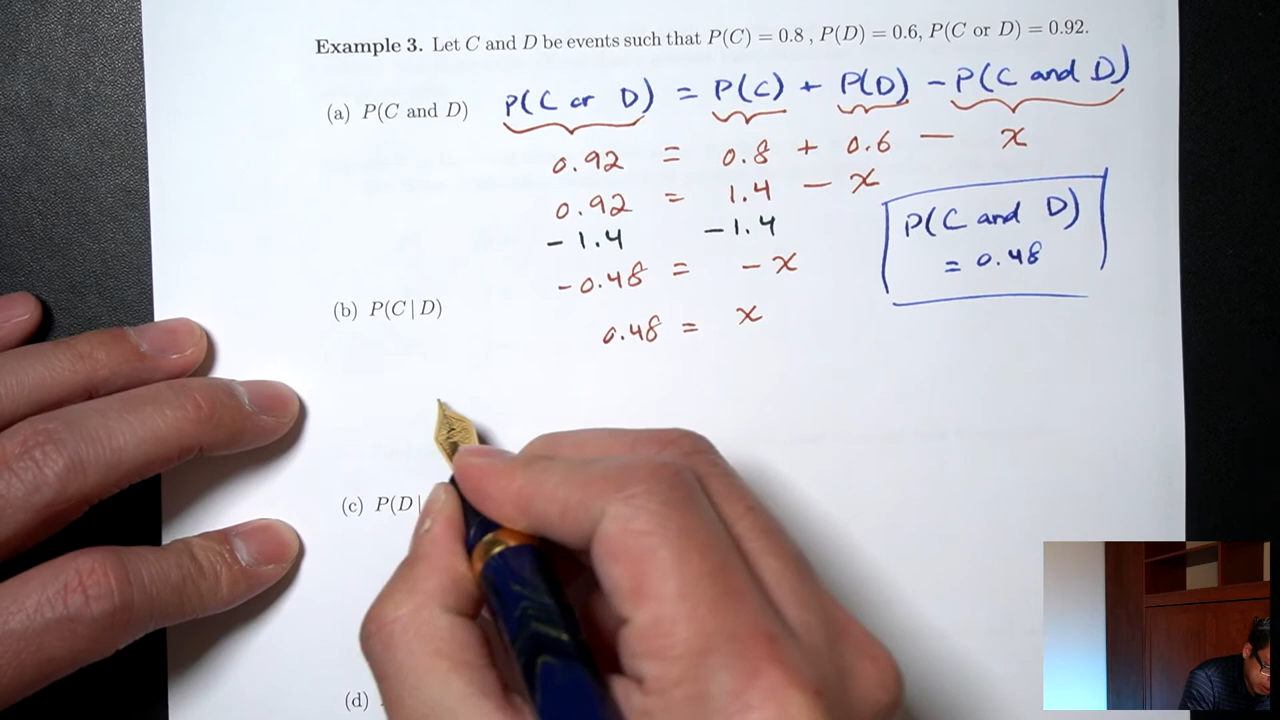 Example 3. Let C and D be events such that P(C) = 0.8 , P(D) = 0.6, P(C or D) = 0.92.
(a) P(C and D)
P(C or D) = P(C) + P(D) − P(C and D)
0.92 = 0.8 + 0.6 − x
0.92 = 1.4 − x
− 1.4 − 1.4
− 0.48 = − x
0.48 = x
P(C and D)
= 0.48
(b) P(C | D)
(c) P(D |
(d)